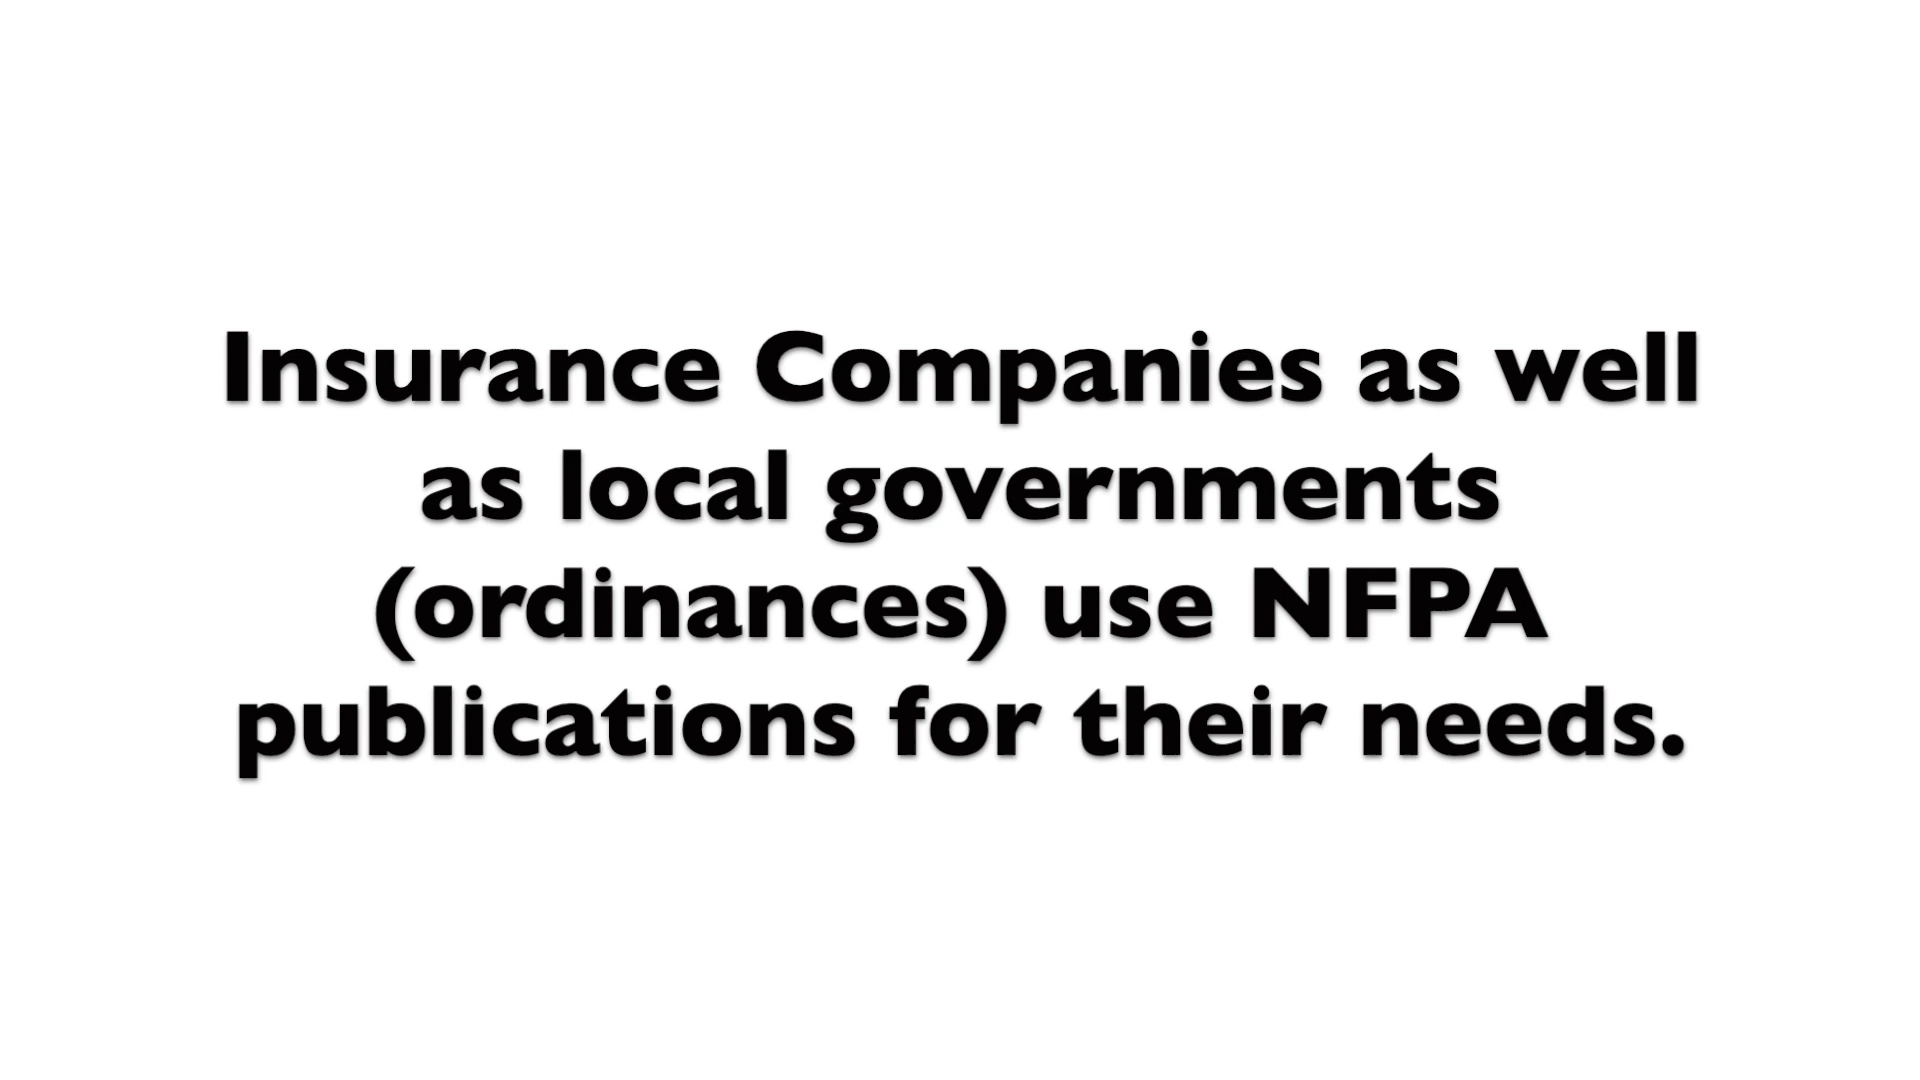 Insurance Companies as well
as local governments
(ordinances) use NFPA
publications for their needs.